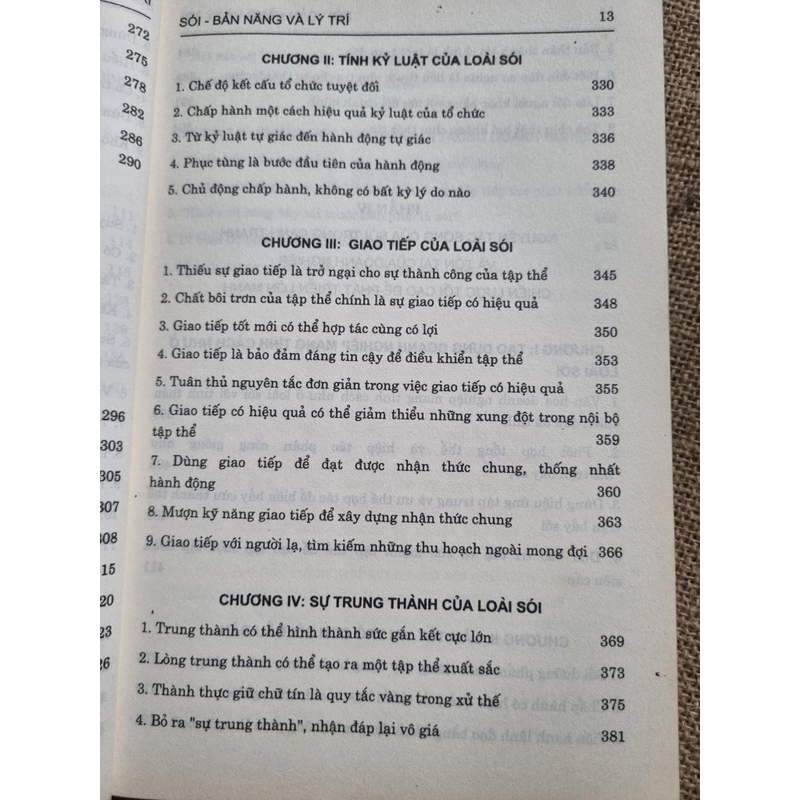 272
275
278
282
286
290
296
303
305
307
308
15
20
23
26
SÓI - BẢN NĂNG VÀ LÝ TRÍ 13
CHƯƠNG II: TÍNH KỶ LUẬT CỦA LOÀI SÓI
1. Chế độ kết cấu tổ chức tuyệt đối 330
2. Chấp hành một cách hiệu quả kỷ luật của tổ chức 333
3. Từ kỷ luật tự giác đến hành động tự giác 336
4. Phục tùng là bước đầu tiên của hành động 338
5. Chủ động chấp hành, không có bất kỳ lý do nào 340
CHƯƠNG III: GIAO TIẾP CỦA LOÀI SÓI
1. Thiếu sự giao tiếp là trở ngại cho sự thành công của tập thể 345
2. Chất bôi trơn của tập thể chính là sự giao tiếp có hiệu quả 348
3. Giao tiếp tốt mới có thể hợp tác cùng có lợi 350
4. Giao tiếp là bảo đảm đáng tin cậy để điều khiển tập thể 353
5. Tuân thủ nguyên tắc đơn giản trong việc giao tiếp có hiệu quả 355
6. Giao tiếp có hiệu quả có thể giảm thiểu những xung đột trong nội bộ
tập thể 359
7. Dùng giao tiếp để đạt được nhận thức chung, thống nhất
hành động 360
8. Mượn kỹ năng giao tiếp để xây dựng nhận thức chung 363
9. Giao tiếp với người lạ, tìm kiếm những thu hoạch ngoài mong đợi 366
CHƯƠNG IV: SỰ TRUNG THÀNH CỦA LOÀI SÓI
1. Trung thành có thể hình thành sức gắn kết cực lớn 369
2. Lòng trung thành có thể tạo ra một tập thể xuất sắc 373
3. Thành thực giữ chữ tín là quy tắc vàng trong xử thế 375
4. Bỏ ra "sự trung thành", nhận đáp lại vô giá 381